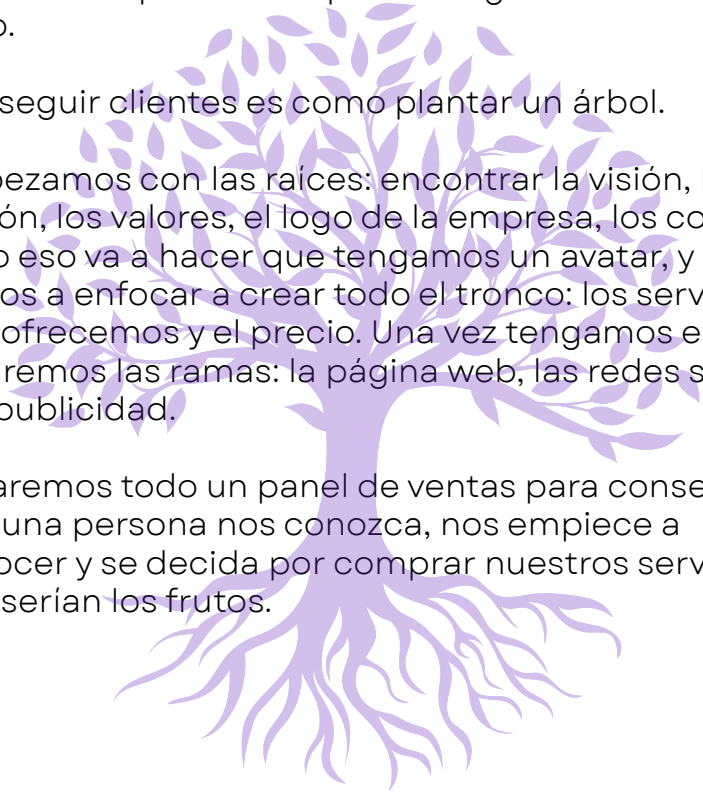 o.
seguir clientes es como plantar un árbol.
pezamos con las raíces: encontrar la visión,
ón, los valores, el logo de la empresa, los co
o eso va a hacer que tengamos un avatar, y
os a enfocar a crear todo el tronco: los serv
ofrecemos y el precio. Una vez tengamos e
remos las ramas: la página web, las redes s
publicidad.
aremos todo un panel de ventas para conse
una persona nos conozca, nos empiece a
ocer y se decida por comprar nuestros serv
serían los frutos.